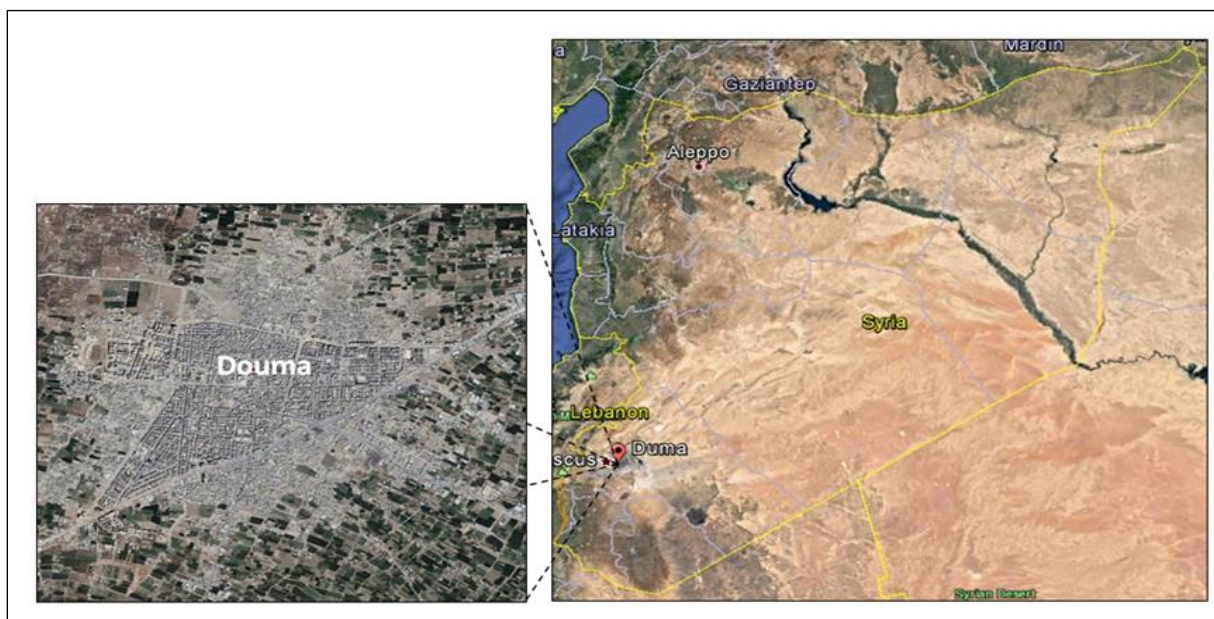 Mardin
Gaziantep
Aleppo
Latakia
Douma
Syria
Lebanon
Duma
scus
Syrian Desert